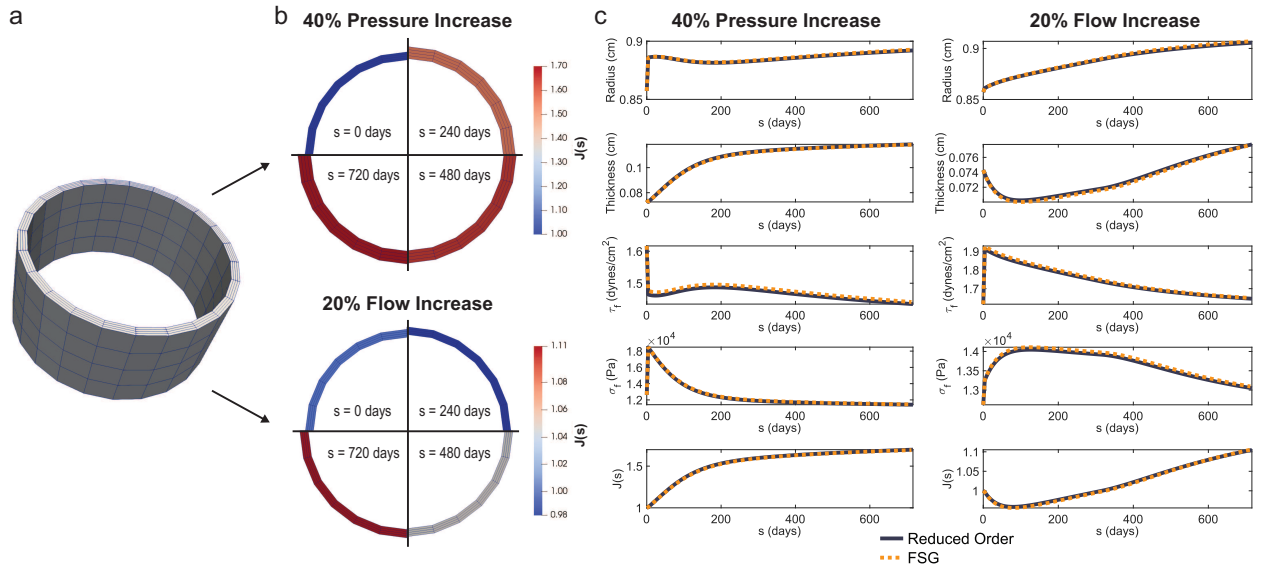 a
b
40% Pressure Increase
s = 0 days
s = 240 days
s = 720 days
s = 480 days
1.70
1.60
1.50
1.40
1.30
1.20
1.10
1.00
J(s)
20% Flow Increase
s = 0 days
s = 240 days
s = 720 days
s = 480 days
1.11
1.08
1.06
1.04
1.02
1.00
0.98
J(s)
c
40% Pressure Increase
0.9
0.85
Radius (cm)
0 200 400 600
s (days)
0.1
0.08
Thickness (cm)
0 200 400 600
s (days)
1.6
1.5
τf (dynes/cm²)
0 200 400 600
s (days)
×10⁴
1.8
1.6
1.4
1.2
σf (Pa)
0 200 400 600
s (days)
1.5
1
J(s)
0 200 400 600
s (days)
20% Flow Increase
0.9
0.85
Radius (cm)
0 200 400 600
s (days)
0.076
0.074
0.072
Thickness (cm)
0 200 400 600
s (days)
1.9
1.8
1.7
τf (dynes/cm²)
0 200 400 600
s (days)
×10⁴
1.4
1.35
1.3
σf (Pa)
0 200 400 600
s (days)
1.1
1.05
1
J(s)
0 200 400 600
s (days)
Reduced Order
FSG